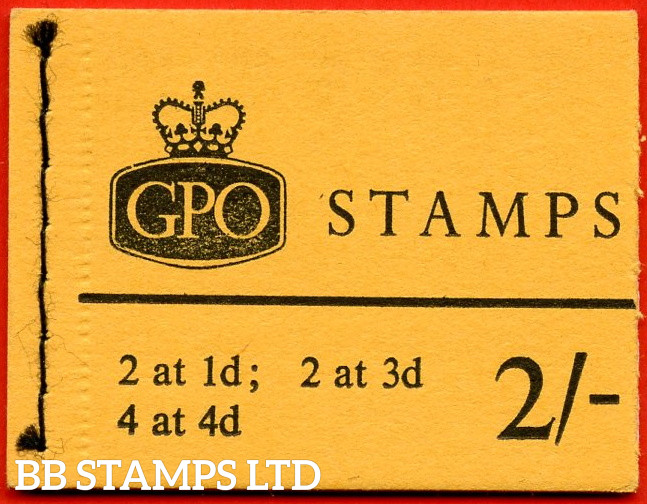 GPO STAMPS
2 at 1d; 2 at 3d
4 at 4d
2/-
BB STAMPS LTD